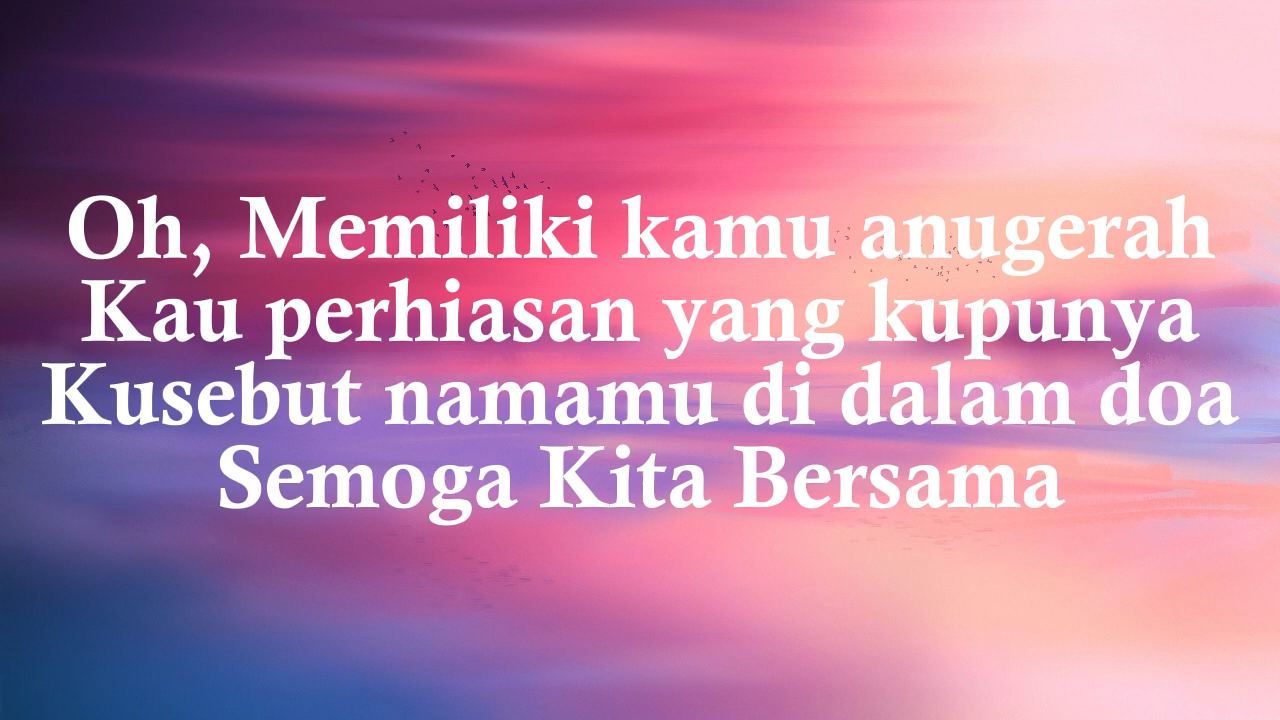 Oh, Memiliki kamu anugerah
Kau perhiasan yang kupunya
Kusebut namamu di dalam doa
Semoga Kita Bersama